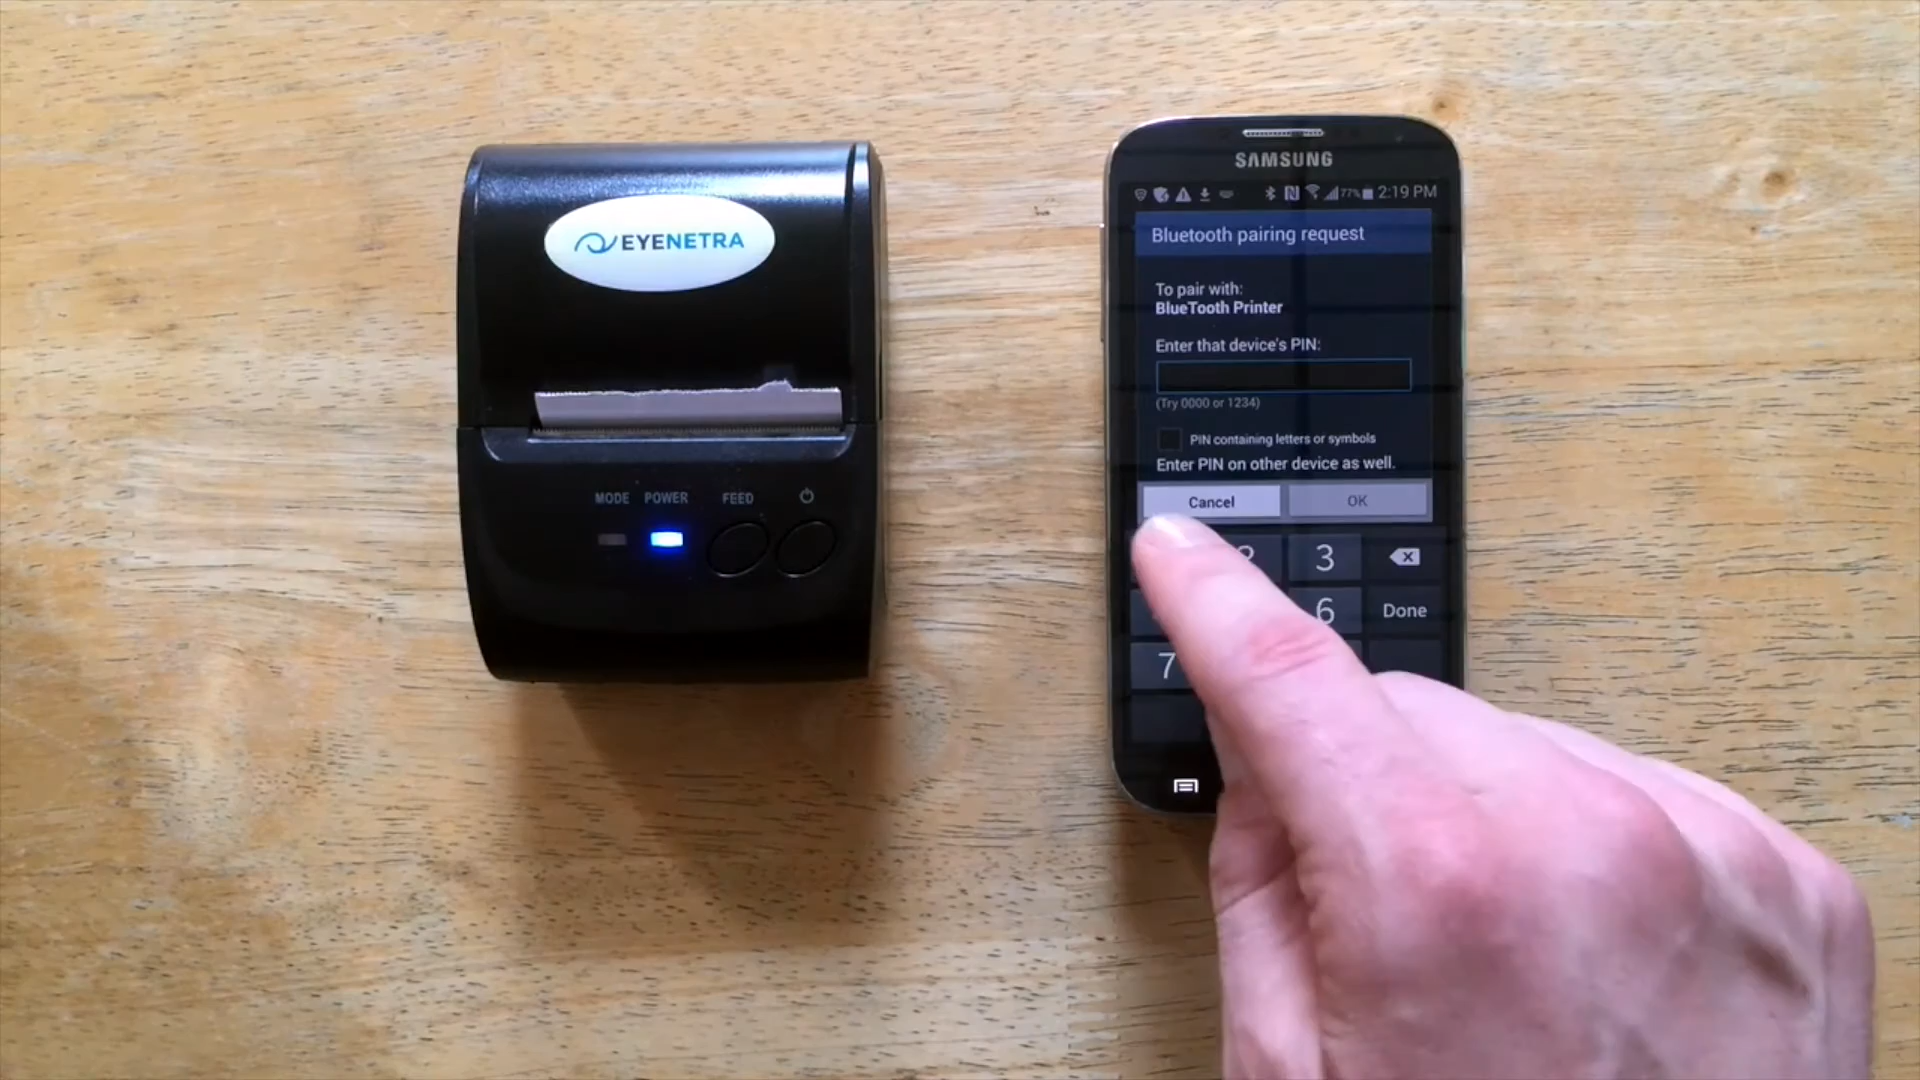 EYENETRA
MODE POWER FEED
SAMSUNG
77% 2:19 PM
Bluetooth pairing request
To pair with:
BlueTooth Printer
Enter that device's PIN:
(Try 0000 or 1234)
PIN containing letters or symbols
Enter PIN on other device as well.
Cancel OK
3
6 Done
7